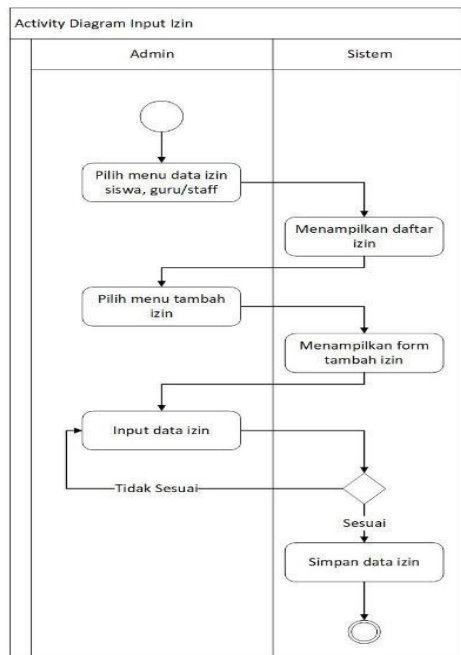 Activity Diagram Input Izin
Admin
Sistem
Pilih menu data izin
siswa, guru/staff
Menampilkan daftar
izin
Pilih menu tambah
izin
Menampilkan form
tambah izin
Input data izin
Tidak Sesuai
Sesuai
Simpan data izin